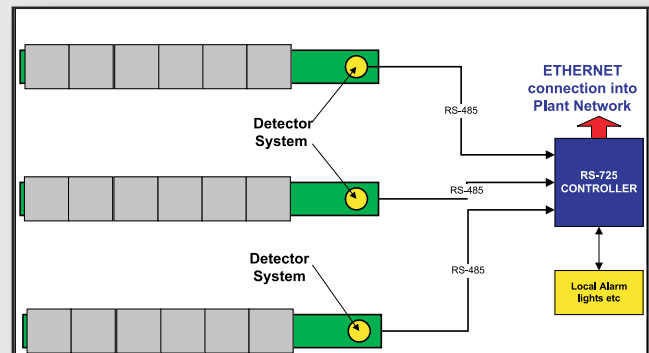 ETHERNET
connection into
Plant Network
RS-485
Detector
System
RS-725
CONTROLLER
RS-485
Detector
System
RS-485
Local Alarm
lights etc